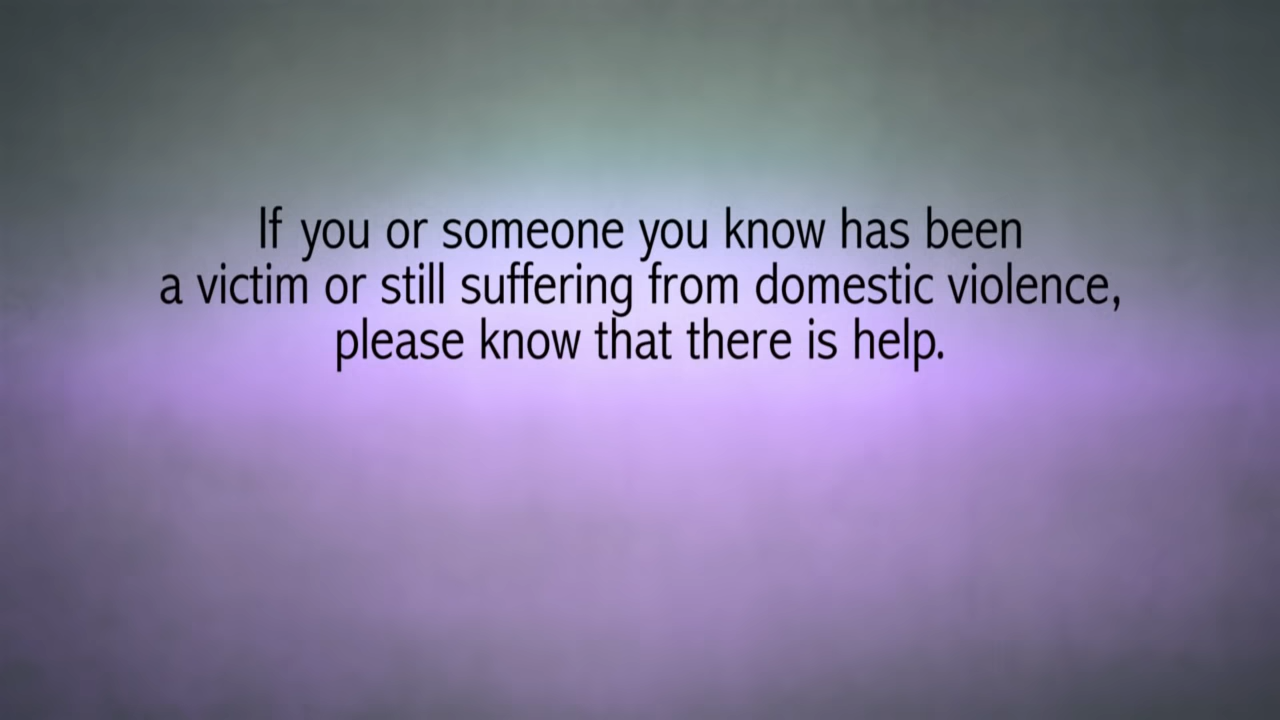 If you or someone you know has been
a victim or still suffering from domestic violence,
please know that there is help.